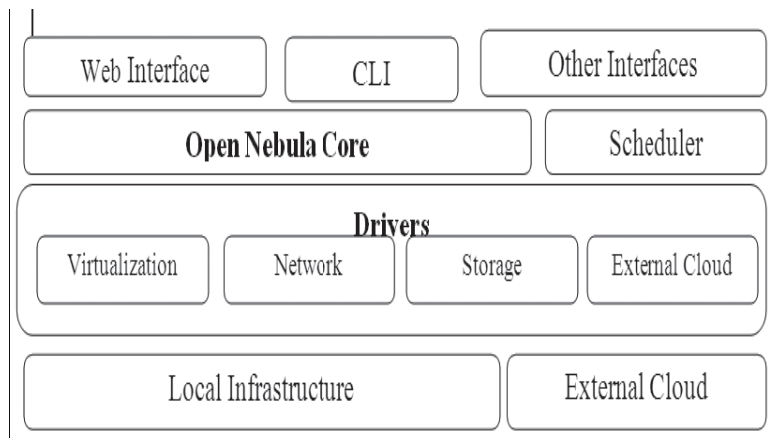 Web Interface
CLI
Other Interfaces
Open Nebula Core
Scheduler
Drivers
Virtualization
Network
Storage
External Cloud
Local Infrastructure
External Cloud